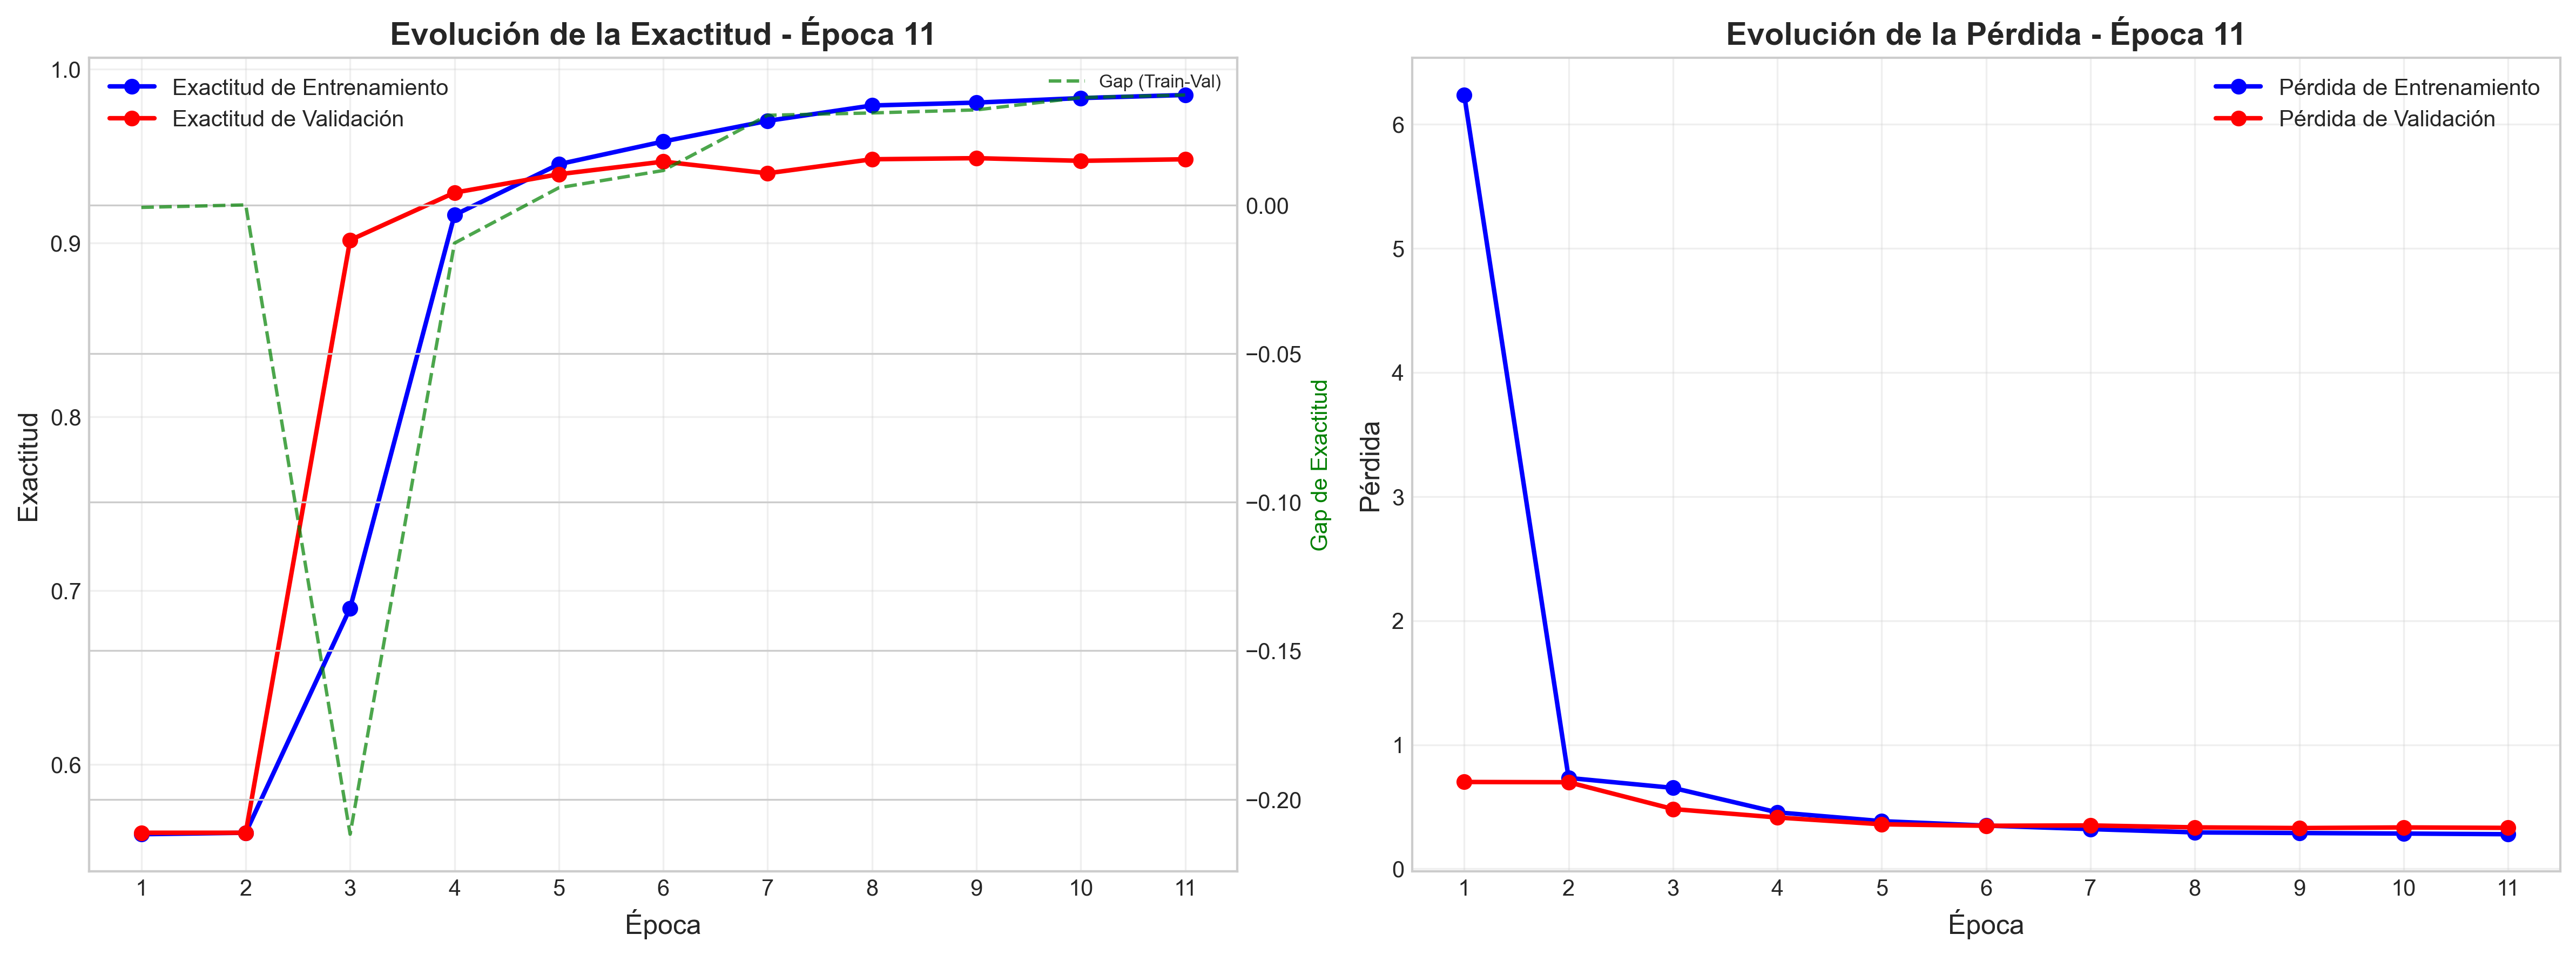 Evolución de la Exactitud - Época 11
Exactitud de Entrenamiento
Exactitud de Validación
Gap (Train-Val)
1.0
0.9
0.8
0.7
0.6
Exactitud
0.00
−0.05
−0.10
−0.15
−0.20
Gap de Exactitud
1 2 3 4 5 6 7 8 9 10 11
Época
Evolución de la Pérdida - Época 11
Pérdida de Entrenamiento
Pérdida de Validación
6
5
4
3
2
1
0
Pérdida
1 2 3 4 5 6 7 8 9 10 11
Época